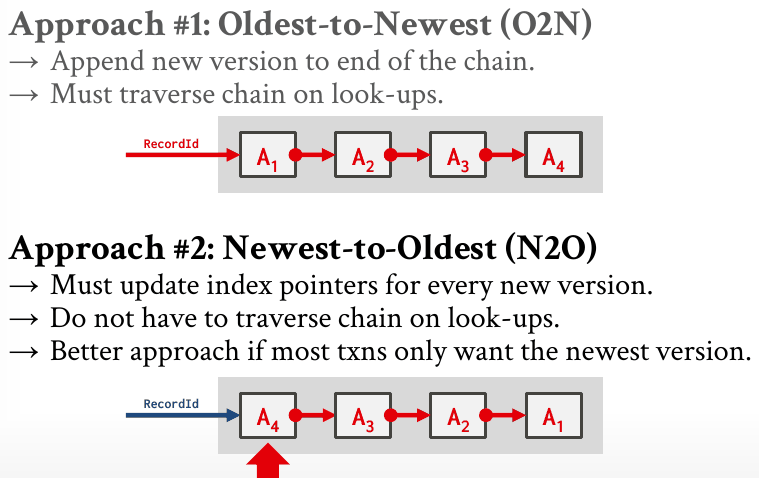 Approach #1: Oldest-to-Newest (O2N)
→ Append new version to end of the chain.
→ Must traverse chain on look-ups.
RecordId
A₁ A₂ A₃ A₄
Approach #2: Newest-to-Oldest (N2O)
→ Must update index pointers for every new version.
→ Do not have to traverse chain on look-ups.
→ Better approach if most txns only want the newest version.
RecordId
A₄ A₃ A₂ A₁